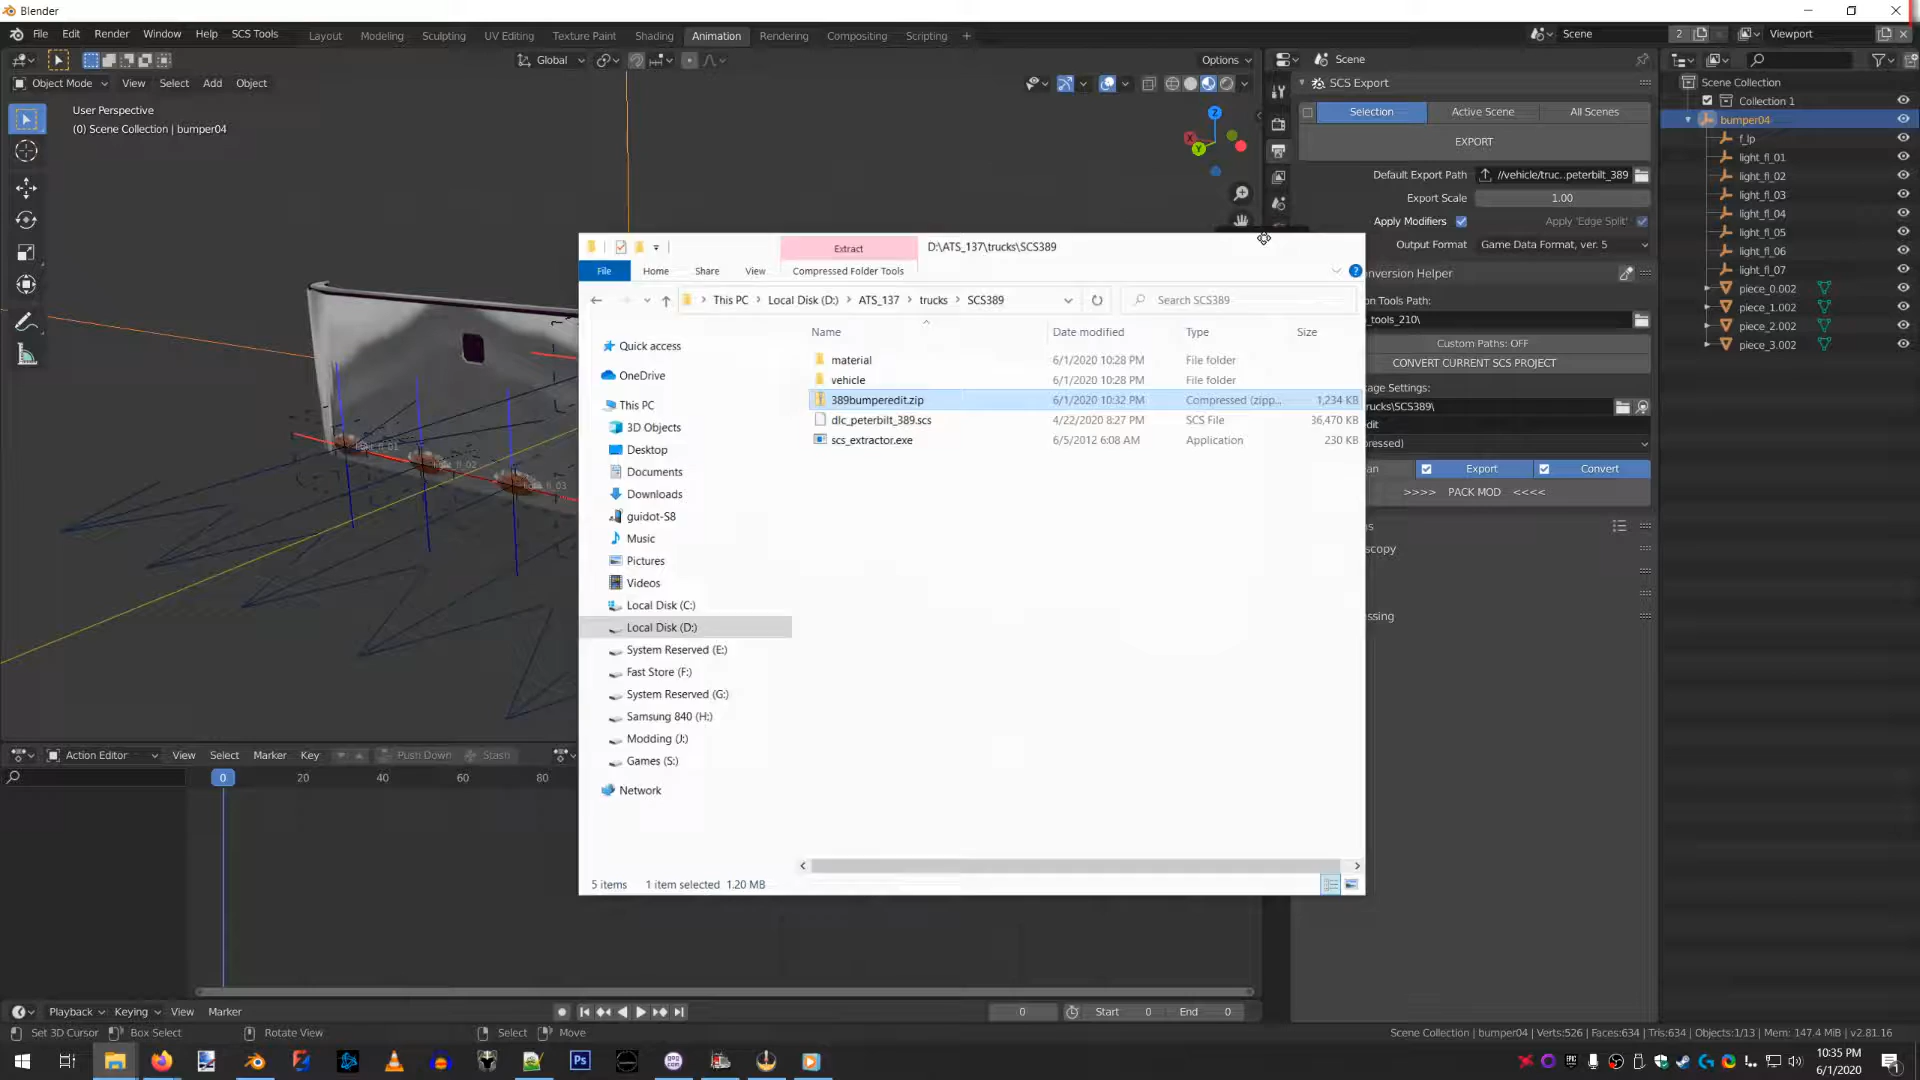 Blender
File Edit Render Window Help SCS Tools Layout Modeling Sculpting UV Editing Texture Paint Shading Animation Rendering Compositing Scripting + Scene 2 Viewport
Global Options Scene
Object Mode View Select Add Object SCS Export Scene Collection
User Perspective
(0) Scene Collection | bumper04
Selection Active Scene All Scenes
EXPORT
Default Export Path //vehicle/truc..peterbilt_389
Export Scale 1.00
Apply Modifiers Apply 'Edge Split'
Output Format Game Data Format, ver. 5
onversion Helper
on Tools Path:
_tools_210\
Custom Paths: OFF
CONVERT CURRENT SCS PROJECT
age Settings:
rucks\SCS389\
edit
pressed)
an Export Convert
>>>> PACK MOD <<<<
s
scopy
ssing
Collection 1
bumper04
f_lp
light_fl_01
light_fl_02
light_fl_03
light_fl_04
light_fl_05
light_fl_06
light_fl_07
piece_0.002
piece_1.002
piece_2.002
piece_3.002
light_fl_01
light_fl_02
light_fl_03
Extract D:\ATS_137\trucks\SCS389
File Home Share View Compressed Folder Tools
This PC Local Disk (D:) ATS_137 trucks SCS389 Search SCS389
Name Date modified Type Size
material 6/1/2020 10:28 PM File folder
vehicle 6/1/2020 10:28 PM File folder
389bumperedit.zip 6/1/2020 10:32 PM Compressed (zipp... 1,234 KB
dlc_peterbilt_389.scs 4/22/2020 8:27 PM SCS File 36,470 KB
scs_extractor.exe 6/5/2012 6:08 AM Application 230 KB
Quick access
OneDrive
This PC
3D Objects
Desktop
Documents
Downloads
guidot-S8
Music
Pictures
Videos
Local Disk (C:)
Local Disk (D:)
System Reserved (E:)
Fast Store (F:)
System Reserved (G:)
Samsung 840 (H:)
Modding (J:)
Games (S:)
Network
5 items 1 item selected 1.20 MB
Action Editor View Select Marker Key Push Down Stash
0 20 40 60 80
Playback Keying View Marker 0 Start 0 End 0
Set 3D Cursor Box Select Rotate View Select Move Scene Collection | bumper04 | Verts:526 | Faces:634 | Tris:634 | Objects:1/13 | Mem: 147.4 MiB | v2.81.16
Ps
EPIC
10:35 PM
6/1/2020
1